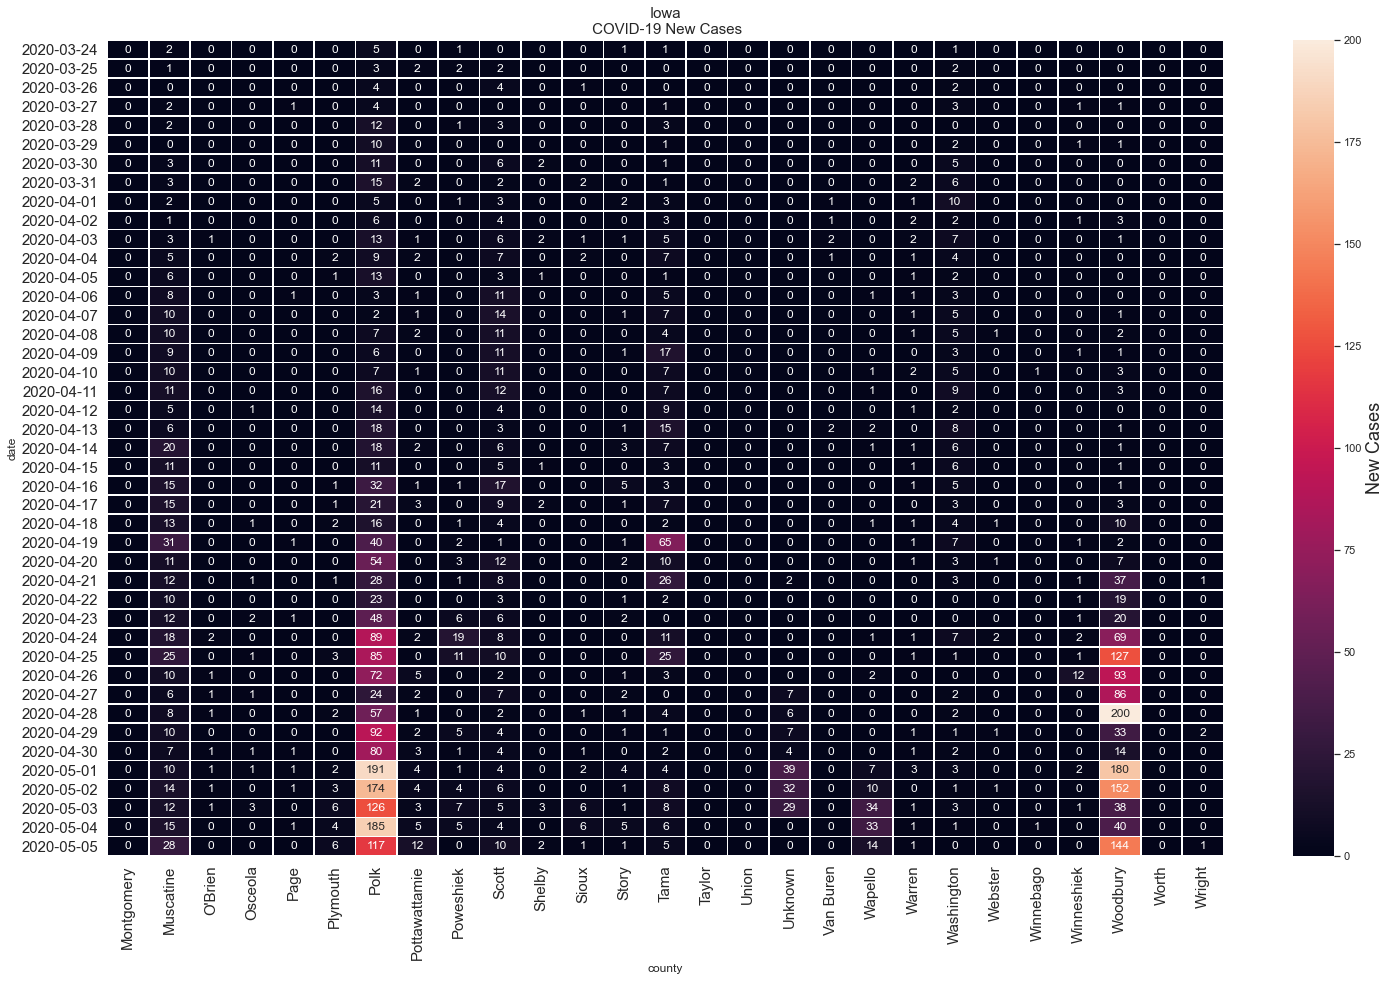 Iowa
COVID-19 New Cases
2020-03-24 0 2 0 0 0 0 5 0 1 0 0 0 1 1 0 0 0 0 0 0 1 0 0 0 0 0 0
2020-03-25 0 1 0 0 0 0 3 2 2 2 0 0 0 0 0 0 0 0 0 0 2 0 0 0 0 0 0
2020-03-26 0 0 0 0 0 0 4 0 0 4 0 1 0 0 0 0 0 0 0 0 2 0 0 0 0 0 0
2020-03-27 0 2 0 0 1 0 4 0 0 0 0 0 0 1 0 0 0 0 0 0 3 0 0 1 1 0 0
2020-03-28 0 2 0 0 0 0 12 0 1 3 0 0 0 3 0 0 0 0 0 0 0 0 0 0 0 0 0
2020-03-29 0 0 0 0 0 0 10 0 0 0 0 0 0 1 0 0 0 0 0 0 2 0 0 1 1 0 0
2020-03-30 0 3 0 0 0 0 11 0 0 6 2 0 0 1 0 0 0 0 0 0 5 0 0 0 0 0 0
2020-03-31 0 3 0 0 0 0 15 2 0 2 0 2 0 1 0 0 0 0 0 2 6 0 0 0 0 0 0
2020-04-01 0 2 0 0 0 0 5 0 1 3 0 0 2 3 0 0 0 1 0 1 10 0 0 0 0 0 0
2020-04-02 0 1 0 0 0 0 6 0 0 4 0 0 0 3 0 0 0 1 0 2 2 0 0 1 3 0 0
2020-04-03 0 3 1 0 0 0 13 1 0 6 2 1 1 5 0 0 0 2 0 2 7 0 0 0 1 0 0
2020-04-04 0 5 0 0 0 2 9 2 0 7 0 2 0 7 0 0 0 1 0 1 4 0 0 0 0 0 0
2020-04-05 0 6 0 0 0 1 13 0 0 3 1 0 0 1 0 0 0 0 0 1 2 0 0 0 0 0 0
2020-04-06 0 8 0 0 1 0 3 1 0 11 0 0 0 5 0 0 0 0 1 1 3 0 0 0 0 0 0
2020-04-07 0 10 0 0 0 0 2 1 0 14 0 0 1 7 0 0 0 0 0 1 5 0 0 0 1 0 0
2020-04-08 0 10 0 0 0 0 7 2 0 11 0 0 0 4 0 0 0 0 0 1 5 1 0 0 2 0 0
2020-04-09 0 9 0 0 0 0 6 0 0 11 0 0 1 17 0 0 0 0 0 0 3 0 0 1 1 0 0
2020-04-10 0 10 0 0 0 0 7 1 0 11 0 0 0 7 0 0 0 0 1 2 5 0 1 0 3 0 0
2020-04-11 0 11 0 0 0 0 16 0 0 12 0 0 0 7 0 0 0 0 1 0 9 0 0 0 3 0 0
2020-04-12 0 5 0 1 0 0 14 0 0 4 0 0 0 9 0 0 0 0 0 1 2 0 0 0 0 0 0
2020-04-13 0 6 0 0 0 0 18 0 0 3 0 0 1 15 0 0 0 2 2 0 8 0 0 0 1 0 0
2020-04-14 0 20 0 0 0 0 18 2 0 6 0 0 3 7 0 0 0 0 1 1 6 0 0 0 1 0 0
2020-04-15 0 11 0 0 0 0 11 0 0 5 1 0 0 3 0 0 0 0 0 1 6 0 0 0 1 0 0
2020-04-16 0 15 0 0 0 1 32 1 1 17 0 0 5 3 0 0 0 0 0 1 5 0 0 0 1 0 0
2020-04-17 0 15 0 0 0 1 21 3 0 9 2 0 1 7 0 0 0 0 0 0 3 0 0 0 3 0 0
2020-04-18 0 13 0 1 0 2 16 0 1 4 0 0 0 2 0 0 0 0 1 1 4 1 0 0 10 0 0
2020-04-19 0 31 0 0 1 0 40 0 2 1 0 0 1 65 0 0 0 0 0 1 7 0 0 1 2 0 0
2020-04-20 0 11 0 0 0 0 54 0 3 12 0 0 2 10 0 0 0 0 0 1 3 1 0 0 7 0 0
2020-04-21 0 12 0 1 0 1 28 0 1 8 0 0 0 26 0 0 2 0 0 0 3 0 0 1 37 0 1
2020-04-22 0 10 0 0 0 0 23 0 0 3 0 0 1 2 0 0 0 0 0 0 0 0 0 1 19 0 0
2020-04-23 0 12 0 2 1 0 48 0 6 6 0 0 2 0 0 0 0 0 0 0 0 0 0 1 20 0 0
2020-04-24 0 18 2 0 0 0 89 2 19 8 0 0 0 11 0 0 0 0 1 1 7 2 0 2 69 0 0
2020-04-25 0 25 0 1 0 3 85 0 11 10 0 0 0 25 0 0 0 0 0 1 1 0 0 1 127 0 0
2020-04-26 0 10 1 0 0 0 72 5 0 2 0 0 1 3 0 0 0 0 2 0 0 0 0 12 93 0 0
2020-04-27 0 6 1 1 0 0 24 2 0 7 0 0 2 0 0 0 7 0 0 0 2 0 0 0 86 0 0
2020-04-28 0 8 1 0 0 2 57 1 0 2 0 1 1 4 0 0 6 0 0 0 2 0 0 0 200 0 0
2020-04-29 0 10 0 0 0 0 92 2 5 4 0 0 1 1 0 0 7 0 0 1 1 1 0 0 33 0 2
2020-04-30 0 7 1 1 1 0 80 3 1 4 0 1 0 2 0 0 4 0 0 1 2 0 0 0 14 0 0
2020-05-01 0 10 1 1 1 2 191 4 1 4 0 2 4 4 0 0 39 0 7 3 3 0 0 2 180 0 0
2020-05-02 0 14 1 0 1 3 174 4 4 6 0 0 1 8 0 0 32 0 10 0 1 1 0 0 152 0 0
2020-05-03 0 12 1 3 0 6 126 3 7 5 3 6 1 8 0 0 29 0 34 1 3 0 0 1 38 0 0
2020-05-04 0 15 0 0 1 4 185 5 5 4 0 6 5 6 0 0 0 0 33 1 1 0 1 0 40 0 0
2020-05-05 0 28 0 0 0 6 117 12 0 10 2 1 1 5 0 0 0 0 14 1 0 0 0 0 144 0 1
date
Montgomery Muscatine O'Brien Osceola Page Plymouth Polk Pottawattamie Poweshiek Scott Shelby Sioux Story Tama Taylor Union Unknown Van Buren Wapello Warren Washington Webster Winnebago Winneshiek Woodbury Worth Wright
county
200
175
150
125
100
75
50
25
0
New Cases